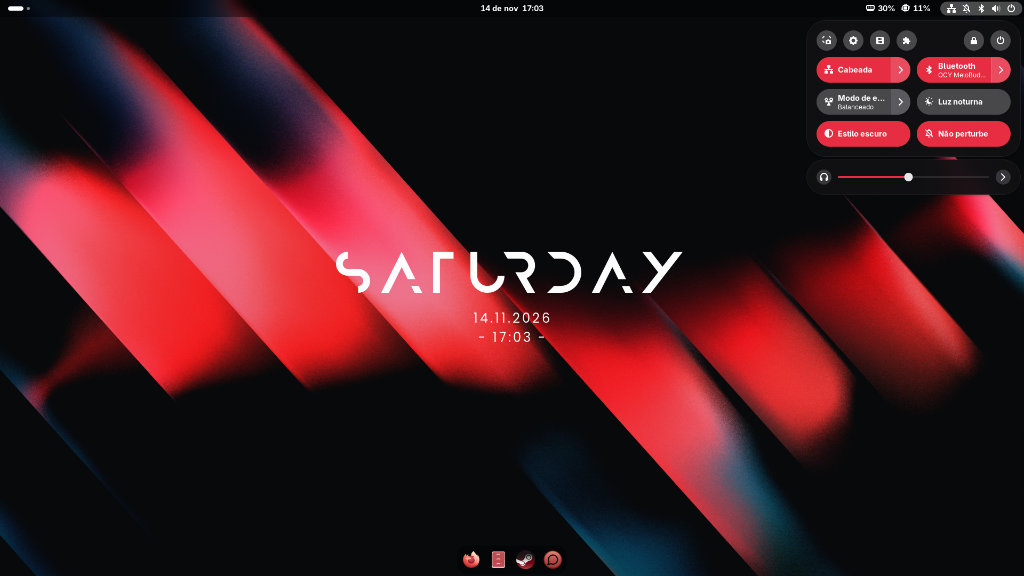 14 de nov  17:03
30%
11%
Cabeada
Bluetooth
QCY MeloBud...
Modo de e...
Balanceado
Luz noturna
Estilo escuro
Não perturbe
SATURDAY
14.11.2026
- 17:03 -